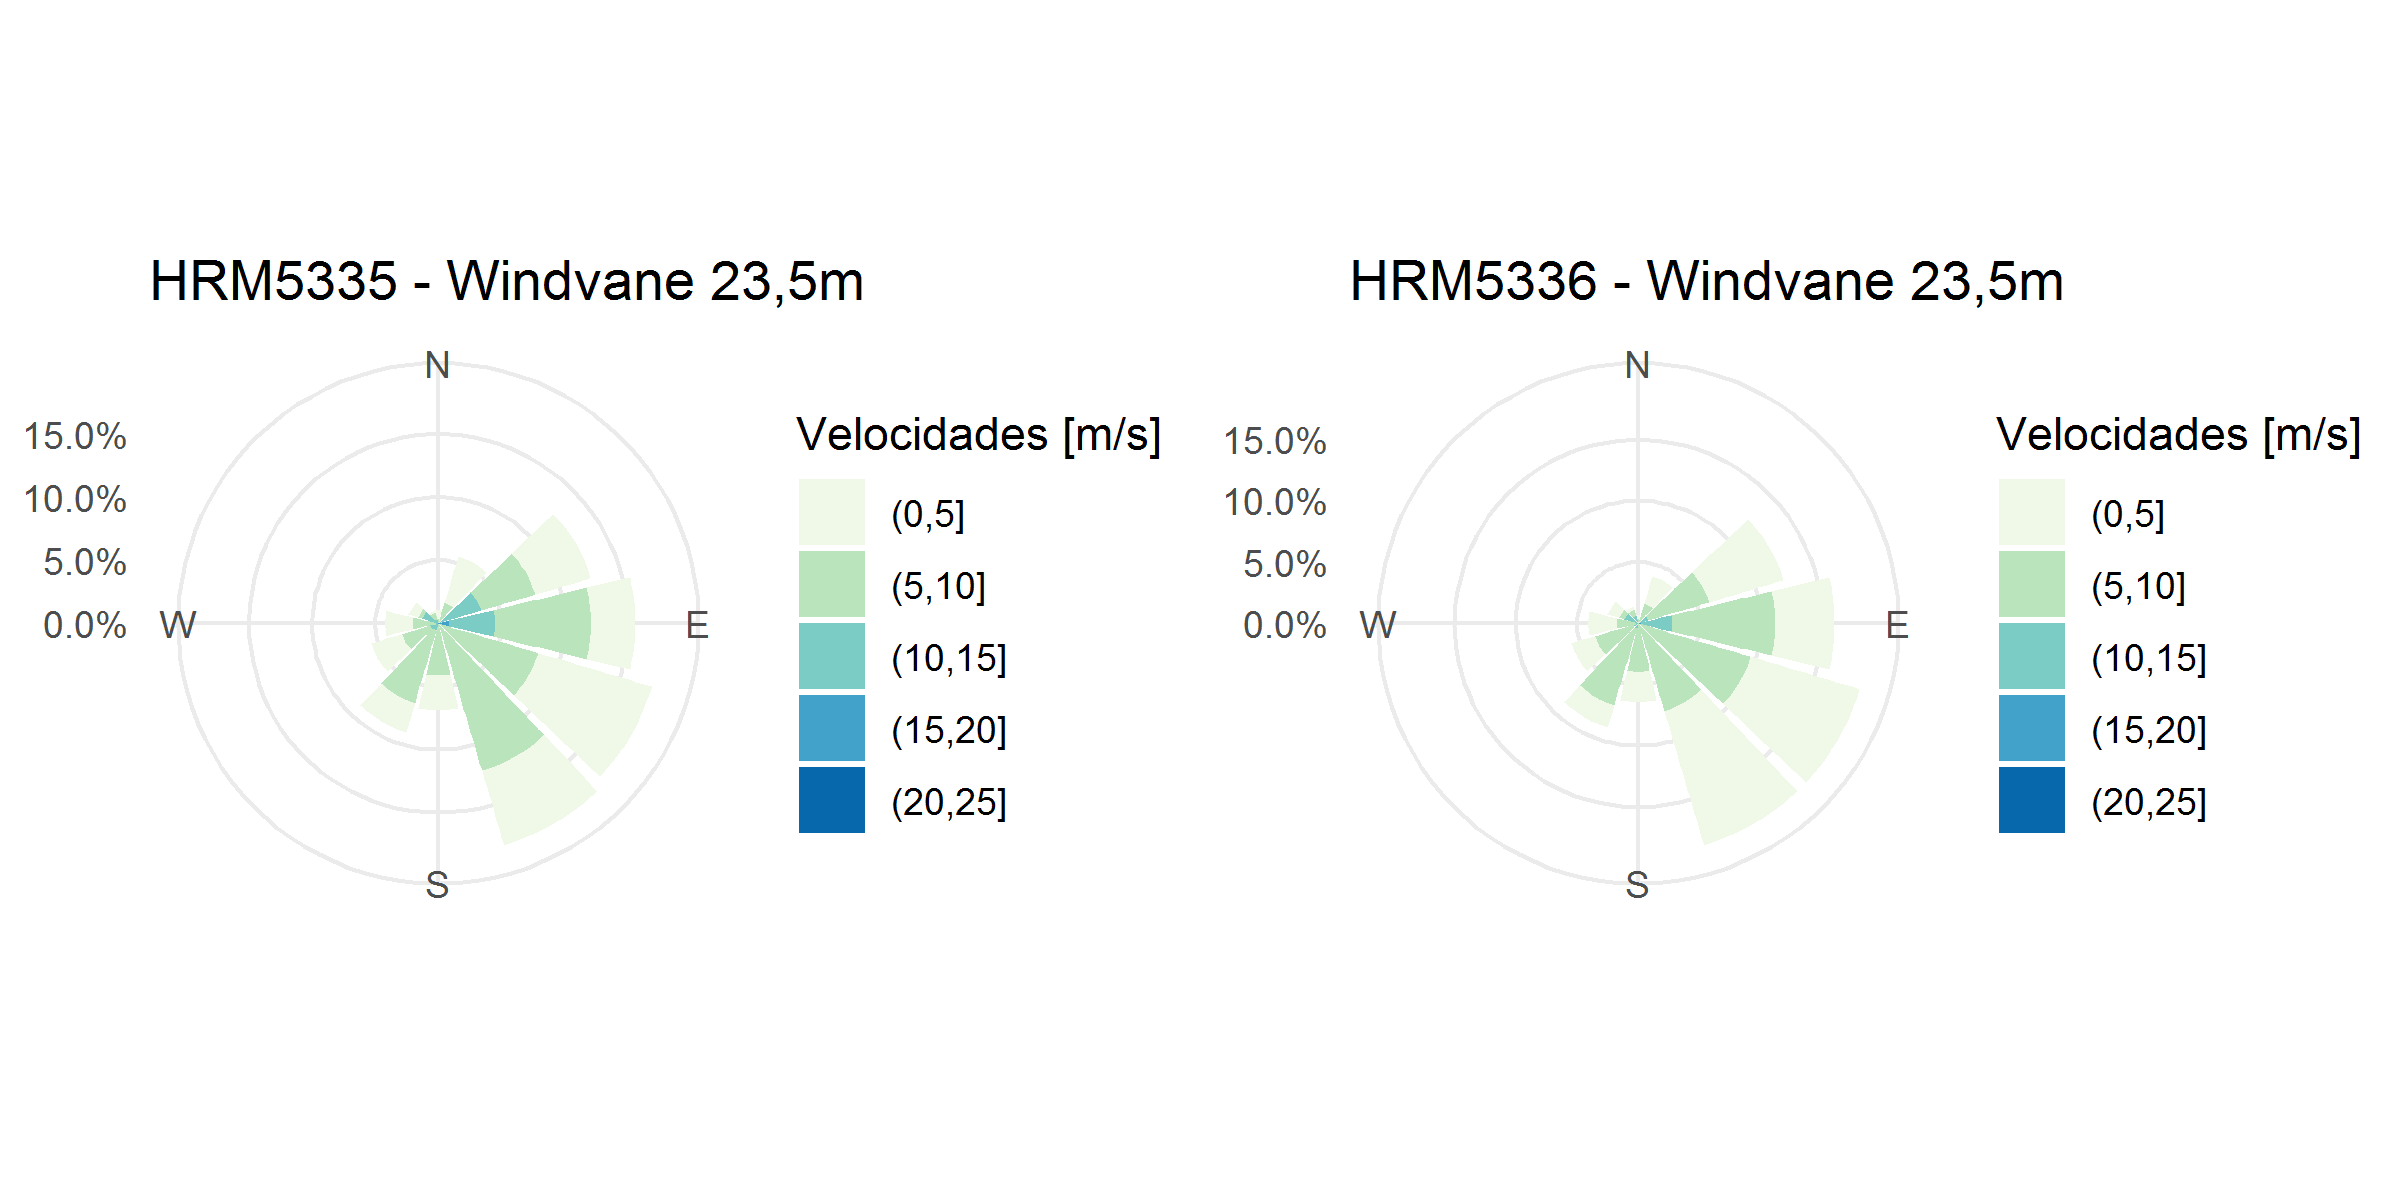 HRM5335 - Windvane 23,5m
N
15.0%
10.0%
5.0%
0.0%
W
E
S
Velocidades [m/s]
(0,5]
(5,10]
(10,15]
(15,20]
(20,25]
HRM5336 - Windvane 23,5m
N
15.0%
10.0%
5.0%
0.0%
W
E
S
Velocidades [m/s]
(0,5]
(5,10]
(10,15]
(15,20]
(20,25]